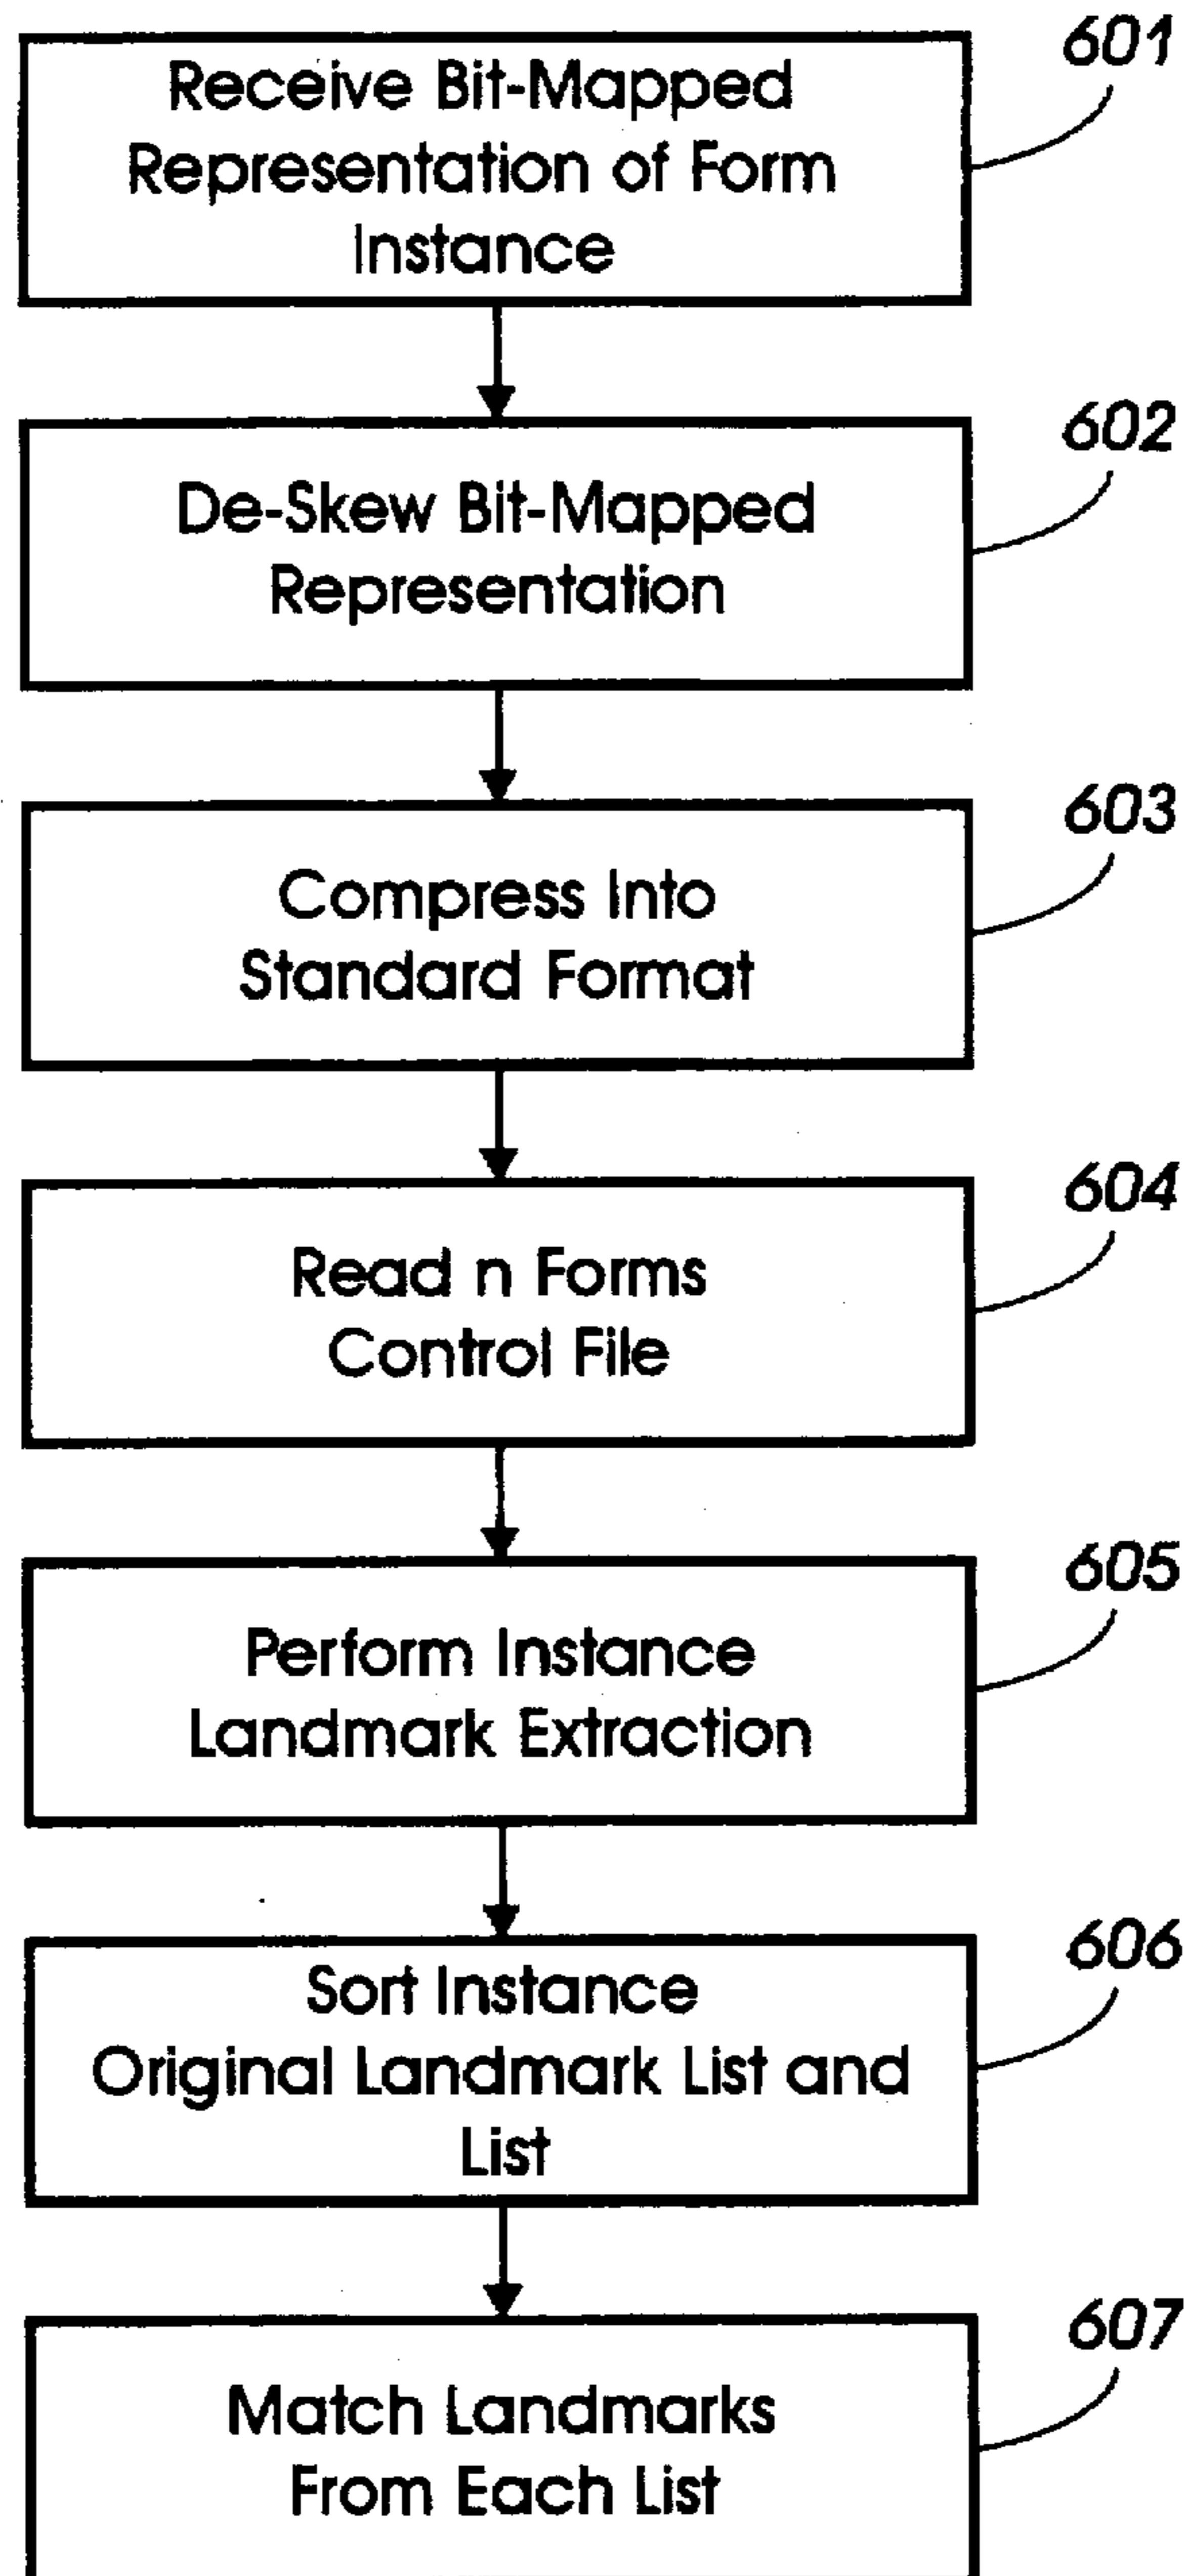 601
Receive Bit-Mapped
Representation of Form
Instance
602
De-Skew Bit-Mapped
Representation
603
Compress Into
Standard Format
604
Read n Forms
Control File
605
Perform Instance
Landmark Extraction
606
Sort Instance
Original Landmark List and
List
607
Match Landmarks
From Each List